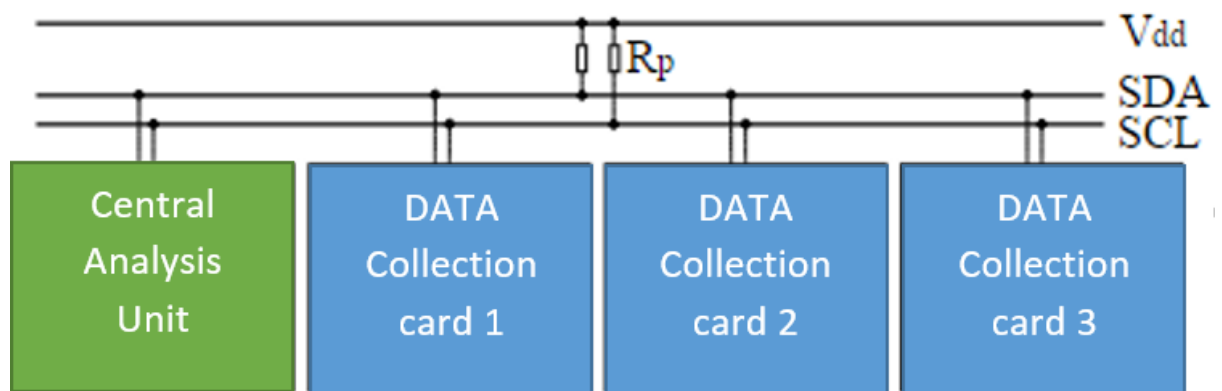 Vdd
Rp
SDA
SCL
Central
Analysis
Unit
DATA
Collection
card 1
DATA
Collection
card 2
DATA
Collection
card 3